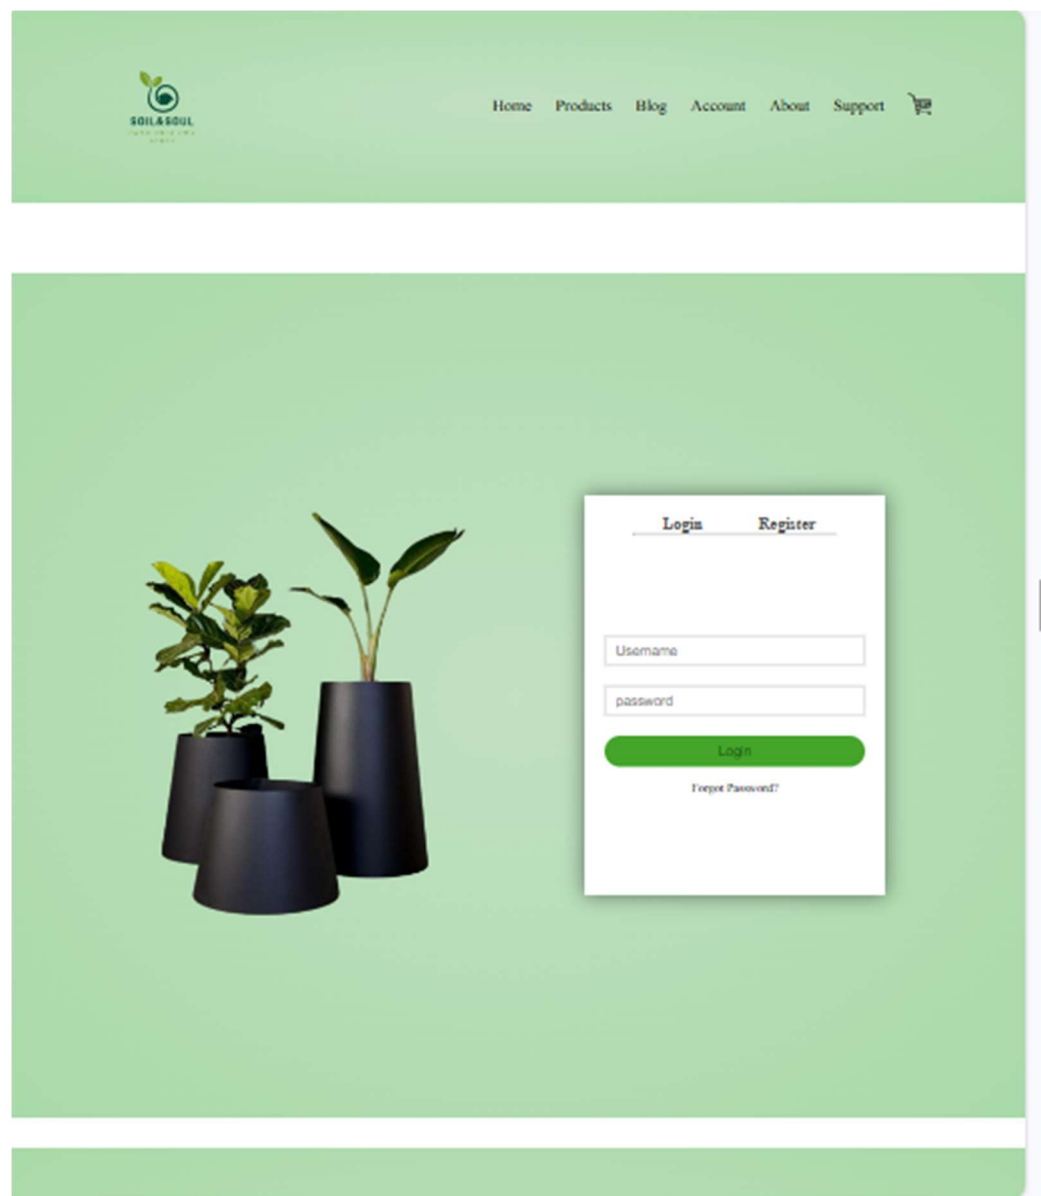 SOIL&SOUL
Home Products Blog Account About Support
Login Register
Username
password
Login
Forgot Password?